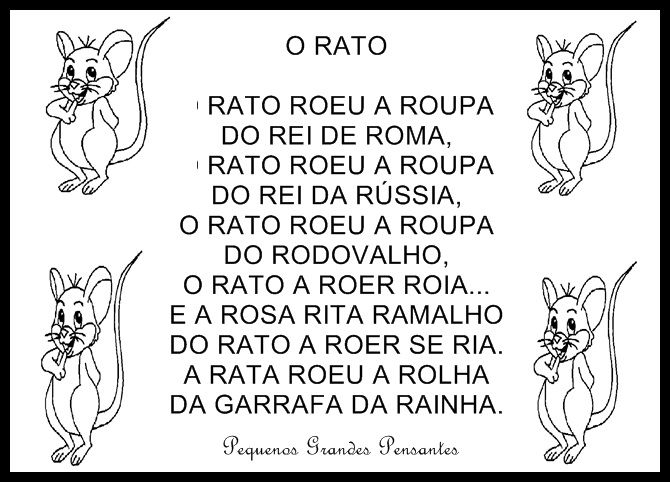 O RATO
O RATO ROEU A ROUPA
DO REI DE ROMA,
O RATO ROEU A ROUPA
DO REI DA RÚSSIA,
O RATO ROEU A ROUPA
DO RODOVALHO,
O RATO A ROER ROIA...
E A ROSA RITA RAMALHO
DO RATO A ROER SE RIA.
A RATA ROEU A ROLHA
DA GARRAFA DA RAINHA.
Pequenos Grandes Pensantes